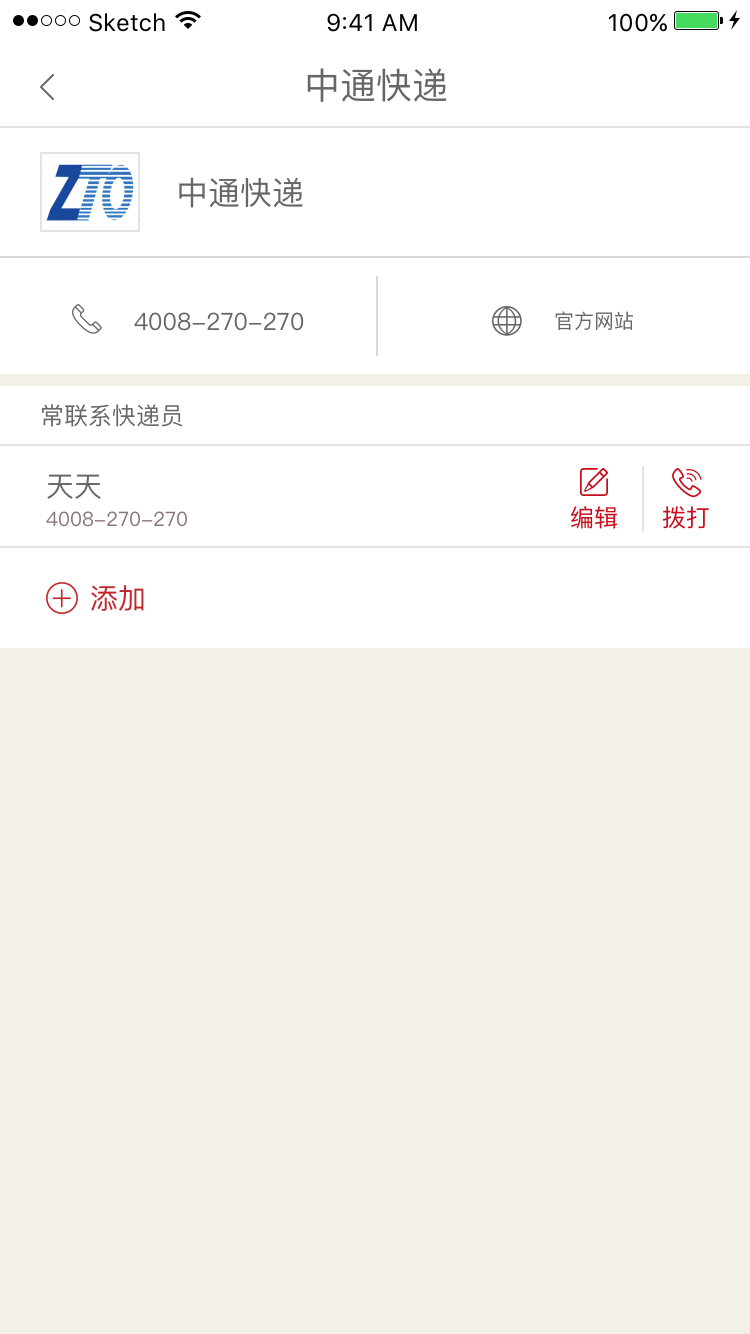 Sketch 9:41 AM 100%
中通快递
ZTO 中通快递
4008-270-270 官方网站
常联系快递员
天天
4008-270-270
编辑 拨打
添加